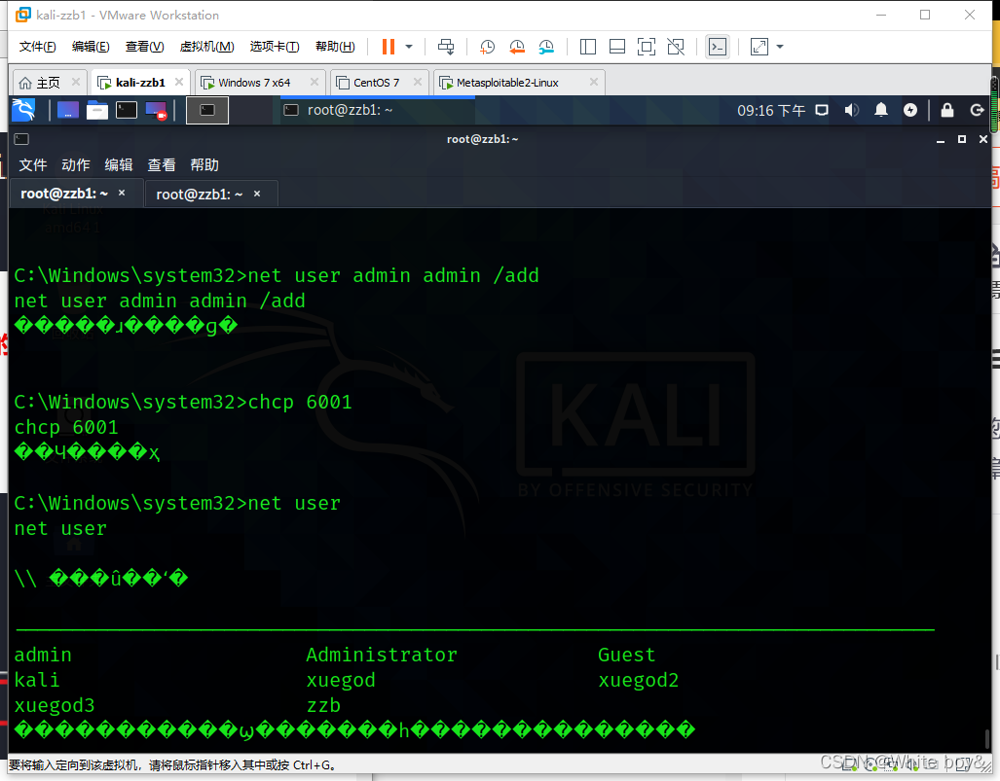 kali-zzb1 - VMware Workstation
文件(F) 编辑(E) 查看(V) 虚拟机(M) 选项卡(T) 帮助(H)
主页 kali-zzb1 Windows 7 x64 CentOS 7 Metasploitable2-Linux
root@zzb1: ~ 09:16 下午
root@zzb1: ~
文件 动作 编辑 查看 帮助
root@zzb1: ~ root@zzb1: ~
C:\Windows\system32>net user admin admin /add
net user admin admin /add
�����ɹ����ɡ�
C:\Windows\system32>chcp 6001
chcp 6001
��Ч����ҳ
C:\Windows\system32>net user
net user
\\ ���û��ʻ�
admin Administrator Guest
kali xuegod xuegod2
xuegod3 zzb
KALI
BY OFFENSIVE SECURITY
要将输入定向到该虚拟机，请将鼠标指针移入其中或按 Ctrl+G。
CSDN @White boy&